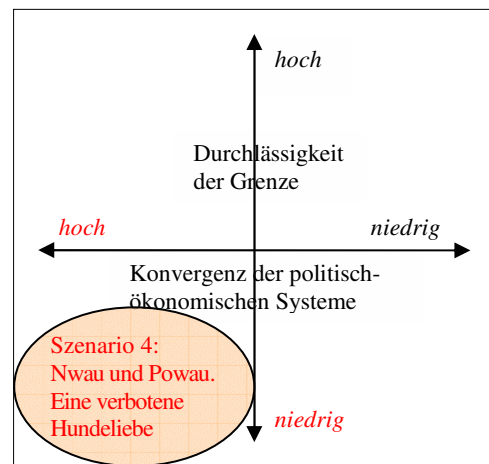 hoch
Durchlässigkeit
der Grenze
hoch
niedrig
Konvergenz der politisch-
ökonomischen Systeme
Szenario 4:
Nwau und Powau.
Eine verbotene
Hundeliebe
niedrig